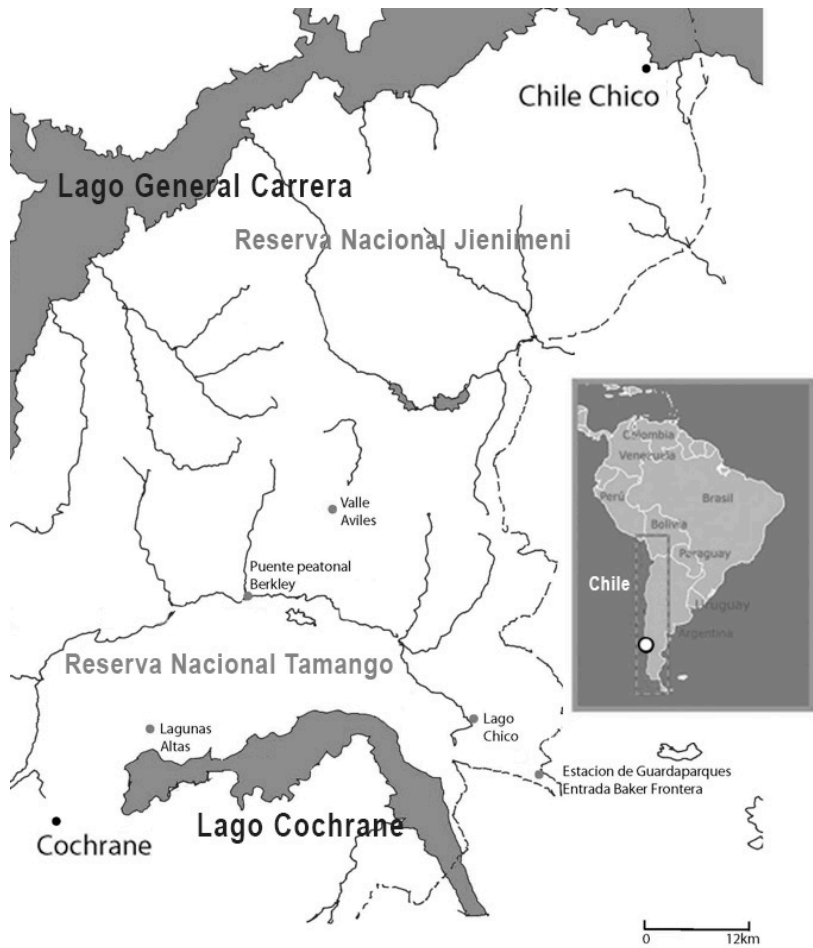 Chile Chico
Lago General Carrera
Reserva Nacional Jienimeni
Colombia
Venezuela
Perú
Brasil
Bolivia
Paraguay
Chile
Uruguay
Argentina
Valle
Aviles
Puente peatonal
Berkley
Reserva Nacional Tamango
Lagunas
Altas
Lago
Chico
Estacion de Guardaparques
Entrada Baker Frontera
Lago Cochrane
Cochrane
0 12km